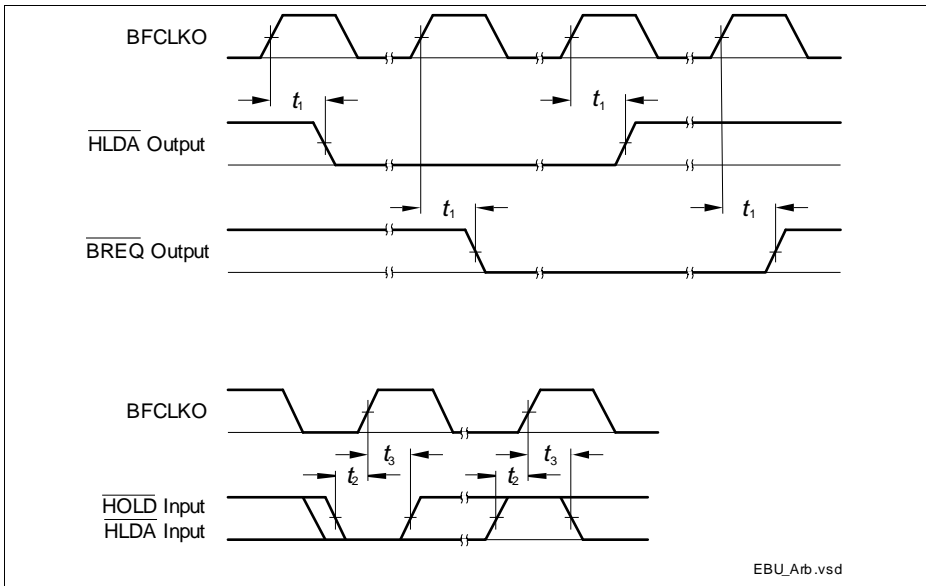 BFCLKO
t1 t1
HLDA Output
t1 t1
BREQ Output
BFCLKO
t3 t3
t2 t2
HOLD Input
HLDA Input
EBU_Arb.vsd